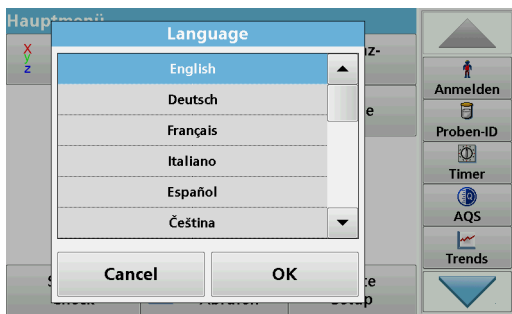 Hauptmenü
Language
English
Deutsch
Français
Italiano
Español
Čeština
Cancel
OK
x
y
z
Anmelden
Proben-ID
Timer
AQS
Trends